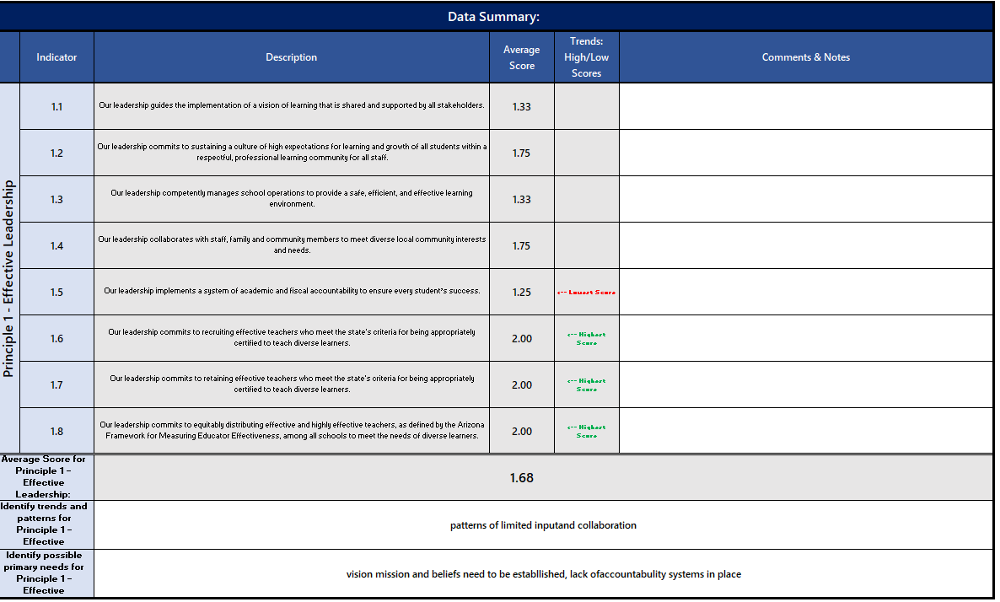 Data Summary:
Indicator
Description
Average
Score
Trends:
High/Low
Scores
Comments & Notes
Principle 1 - Effective Leadership
1.1
Our leadership guides the implementation of a vision of learning that is shared and supported by all stakeholders.
1.33
1.2
Our leadership commits to sustaining a culture of high expectations for learning and growth of all students within a
respectful, professional learning community for all staff.
1.75
1.3
Our leadership competently manages school operations to provide a safe, efficient, and effective learning
environment.
1.33
1.4
Our leadership collaborates with staff, family and community members to meet diverse local community interests
and needs.
1.75
1.5
Our leadership implements a system of academic and fiscal accountability to ensure every student's success.
1.25
<-- Lowest Score
1.6
Our leadership commits to recruiting effective teachers who meet the state's criteria for being appropriately
certified to teach diverse learners.
2.00
<-- Highest
Score
1.7
Our leadership commits to retaining effective teachers who meet the state's criteria for being appropriately
certified to teach diverse learners.
2.00
<-- Highest
Score
1.8
Our leadership commits to equitably distributing effective and highly effective teachers, as defined by the Arizona
Framework for Measuring Educator Effectiveness, among all schools to meet the needs of diverse learners.
2.00
<-- Highest
Score
Average Score for
Principle 1 -
Effective
Leadership:
1.68
Identify trends and
patterns for
Principle 1 -
Effective
patterns of limited inputand collaboration
Identify possible
primary needs for
Principle 1 -
Effective
vision mission and beliefs need to be establlished, lack ofaccountabulity systems in place